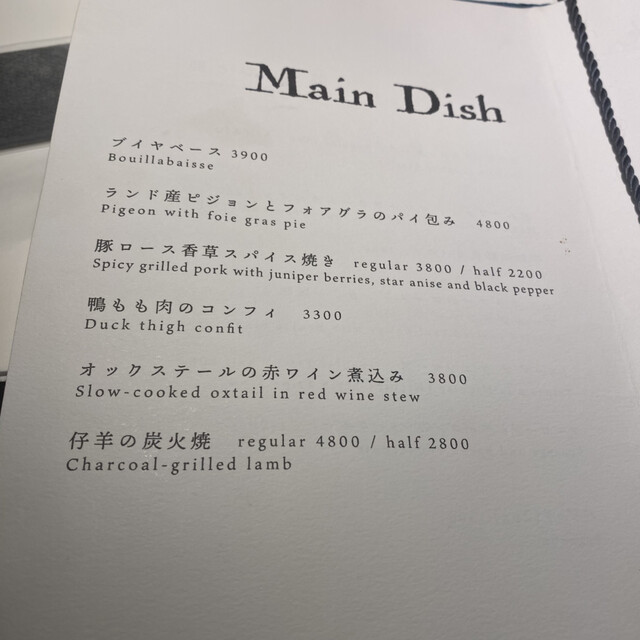 Main Dish
ブイヤベース 3900
Bouillabaisse
ランド産ピジョンとフォアグラのパイ包み 4800
Pigeon with foie gras pie
豚ロース香草スパイス焼き regular 3800 / half 2200
Spicy grilled pork with juniper berries, star anise and black pepper
鴨もも肉のコンフィ 3300
Duck thigh confit
オックステールの赤ワイン煮込み 3800
Slow-cooked oxtail in red wine stew
仔羊の炭火焼 regular 4800 / half 2800
Charcoal-grilled lamb